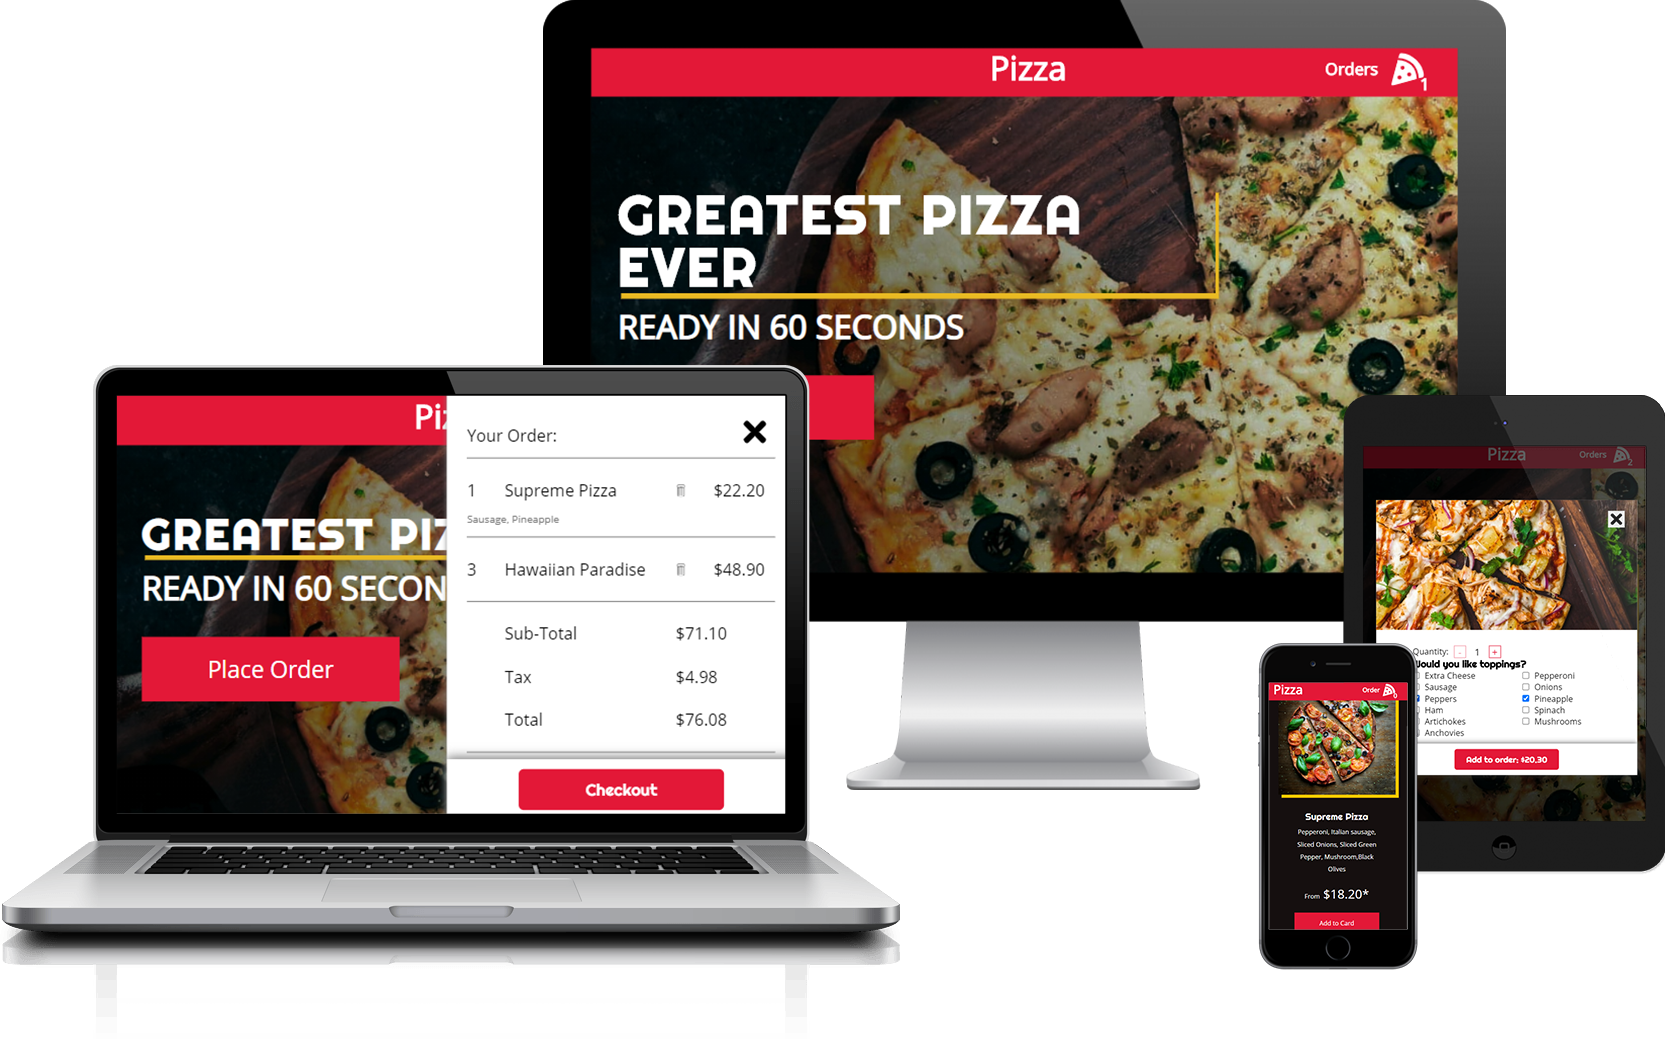 Pizza
Orders 1
GREATEST PIZZA
EVER
READY IN 60 SECONDS
Piz
GREATEST PIZ
READY IN 60 SECON
Place Order
Your Order:
1 Supreme Pizza $22.20
Sausage, Pineapple
3 Hawaiian Paradise $48.90
Sub-Total $71.10
Tax $4.98
Total $76.08
Checkout
Pizza
Orders 2
Quantity: - 1 +
Would you like toppings?
Extra Cheese Pepperoni
Sausage Onions
Peppers Pineapple
Ham Spinach
Artichokes Mushrooms
Anchovies
Add to order: $20.30
Pizza
Order 0
Supreme Pizza
Pepperoni, Italian sausage,
Sliced Onions, Sliced Green
Pepper, Mushroom,Black
Olives
From $18.20*
Add to Card